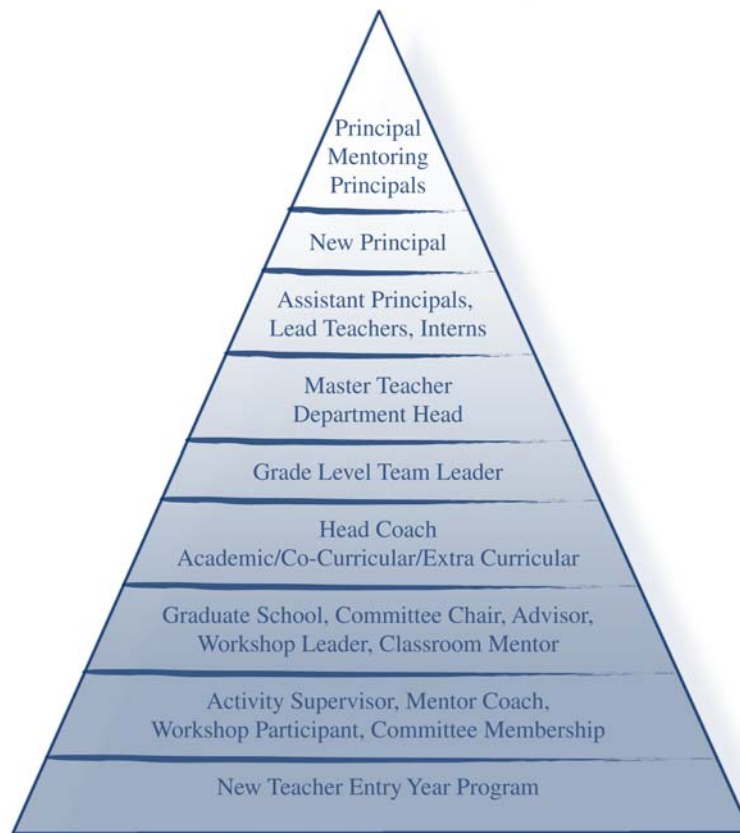 Principal
Mentoring
Principals
New Principal
Assistant Principals,
Lead Teachers, Interns
Master Teacher
Department Head
Grade Level Team Leader
Head Coach
Academic/Co-Curricular/Extra Curricular
Graduate School, Committee Chair, Advisor,
Workshop Leader, Classroom Mentor
Activity Supervisor, Mentor Coach,
Workshop Participant, Committee Membership
New Teacher Entry Year Program